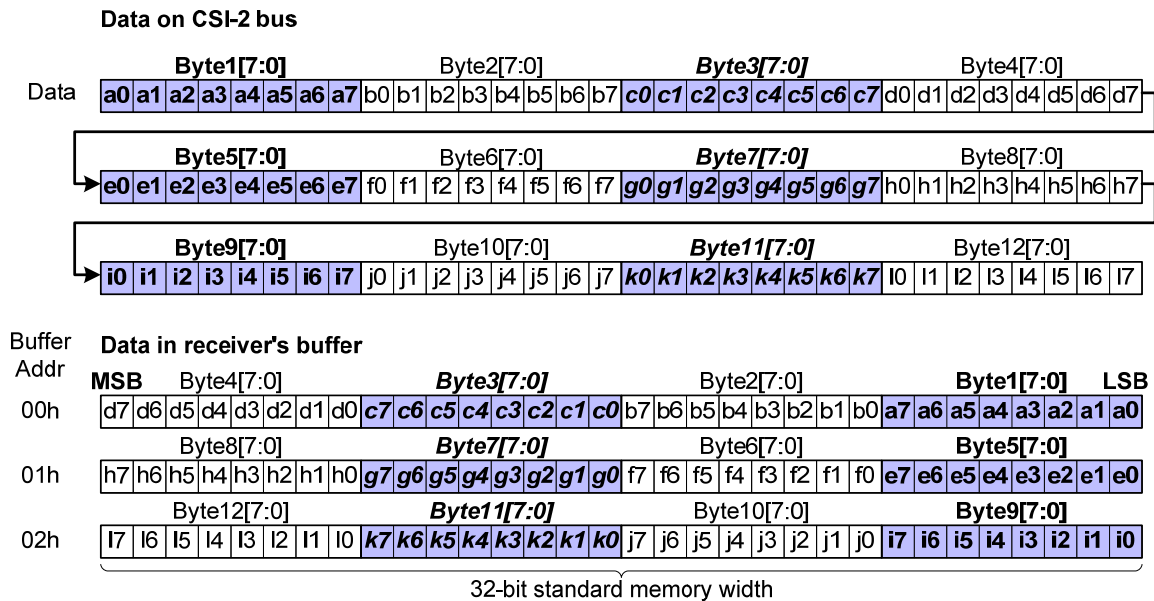 Data on CSI-2 bus
Byte1[7:0] Byte2[7:0] Byte3[7:0] Byte4[7:0]
Data a0 a1 a2 a3 a4 a5 a6 a7 b0 b1 b2 b3 b4 b5 b6 b7 c0 c1 c2 c3 c4 c5 c6 c7 d0 d1 d2 d3 d4 d5 d6 d7
Byte5[7:0] Byte6[7:0] Byte7[7:0] Byte8[7:0]
e0 e1 e2 e3 e4 e5 e6 e7 f0 f1 f2 f3 f4 f5 f6 f7 g0 g1 g2 g3 g4 g5 g6 g7 h0 h1 h2 h3 h4 h5 h6 h7
Byte9[7:0] Byte10[7:0] Byte11[7:0] Byte12[7:0]
i0 i1 i2 i3 i4 i5 i6 i7 j0 j1 j2 j3 j4 j5 j6 j7 k0 k1 k2 k3 k4 k5 k6 k7 l0 l1 l2 l3 l4 l5 l6 l7
Buffer
Addr
Data in receiver's buffer
MSB Byte4[7:0] Byte3[7:0] Byte2[7:0] Byte1[7:0] LSB
00h d7 d6 d5 d4 d3 d2 d1 d0 c7 c6 c5 c4 c3 c2 c1 c0 b7 b6 b5 b4 b3 b2 b1 b0 a7 a6 a5 a4 a3 a2 a1 a0
Byte8[7:0] Byte7[7:0] Byte6[7:0] Byte5[7:0]
01h h7 h6 h5 h4 h3 h2 h1 h0 g7 g6 g5 g4 g3 g2 g1 g0 f7 f6 f5 f4 f3 f2 f1 f0 e7 e6 e5 e4 e3 e2 e1 e0
Byte12[7:0] Byte11[7:0] Byte10[7:0] Byte9[7:0]
02h l7 l6 l5 l4 l3 l2 l1 l0 k7 k6 k5 k4 k3 k2 k1 k0 j7 j6 j5 j4 j3 j2 j1 j0 i7 i6 i5 i4 i3 i2 i1 i0
32-bit standard memory width